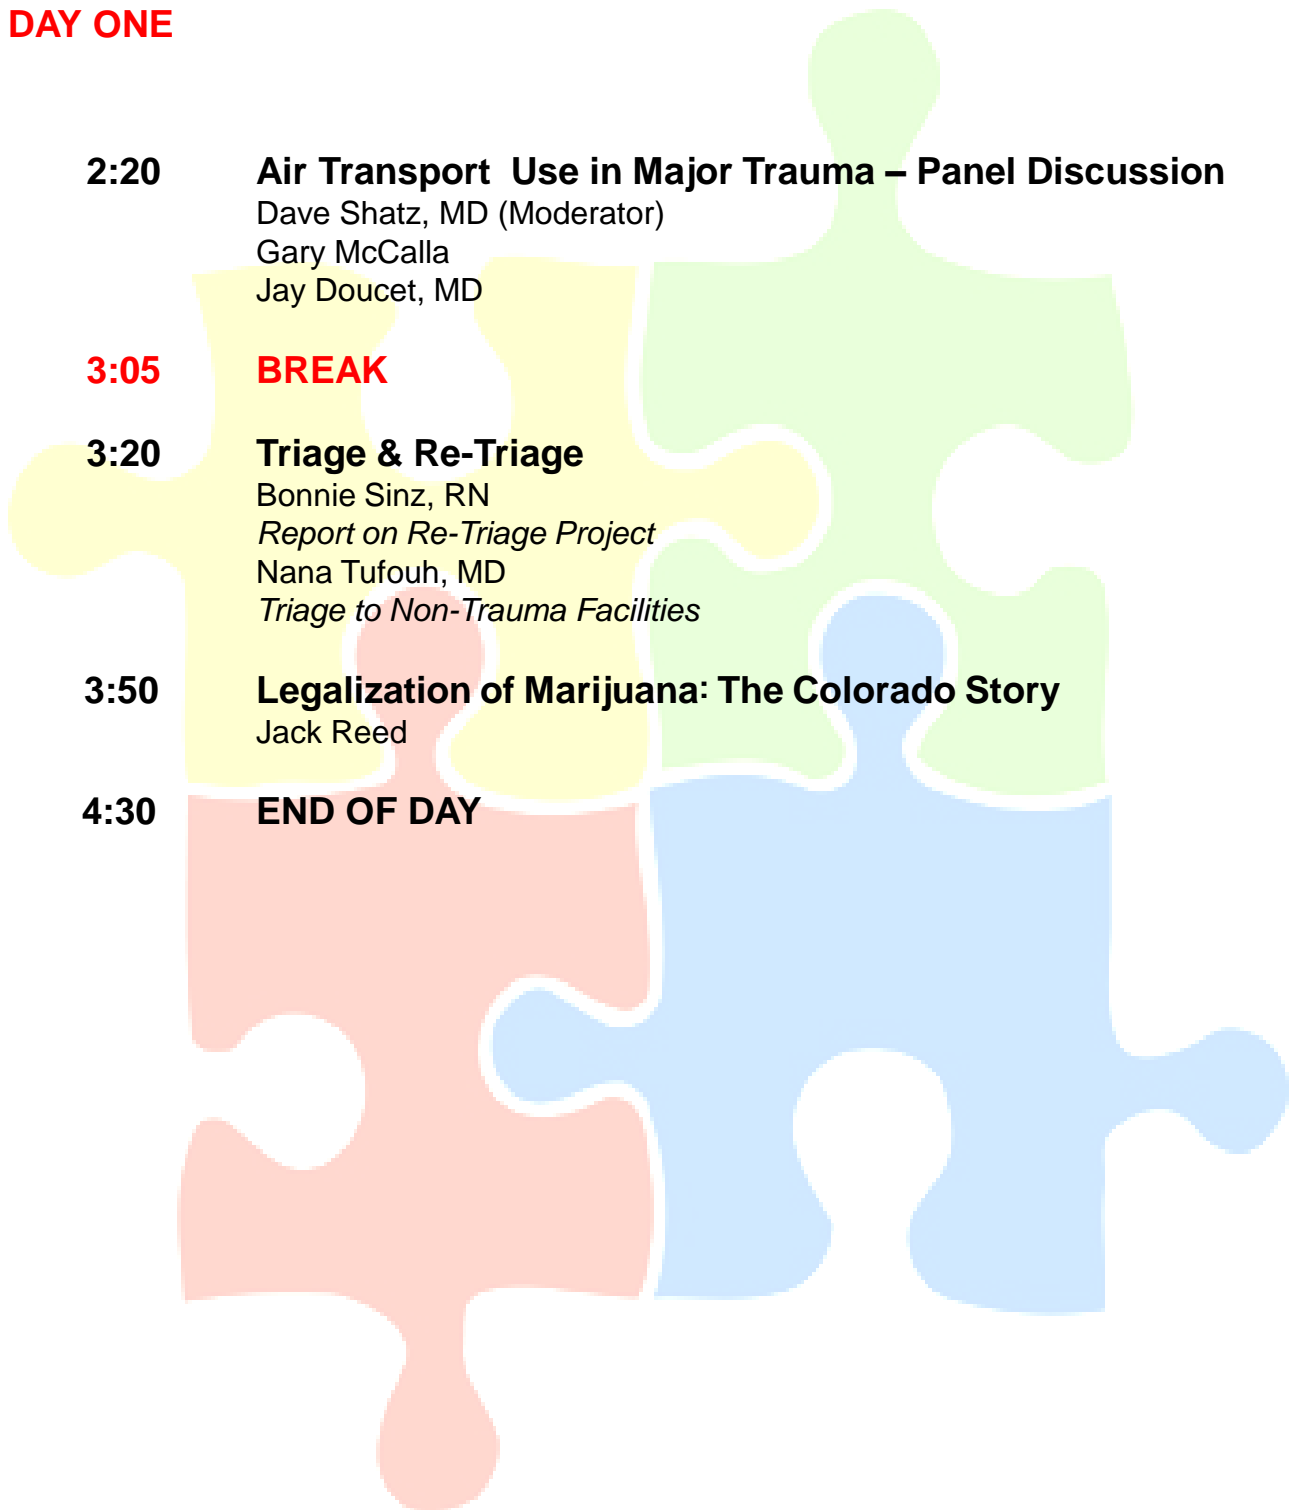 DAY ONE
2:20 Air Transport  Use in Major Trauma – Panel Discussion
Dave Shatz, MD (Moderator)
Gary McCalla
Jay Doucet, MD
3:05 BREAK
3:20 Triage & Re-Triage
Bonnie Sinz, RN
Report on Re-Triage Project
Nana Tufouh, MD
Triage to Non-Trauma Facilities
3:50 Legalization of Marijuana: The Colorado Story
Jack Reed
4:30 END OF DAY